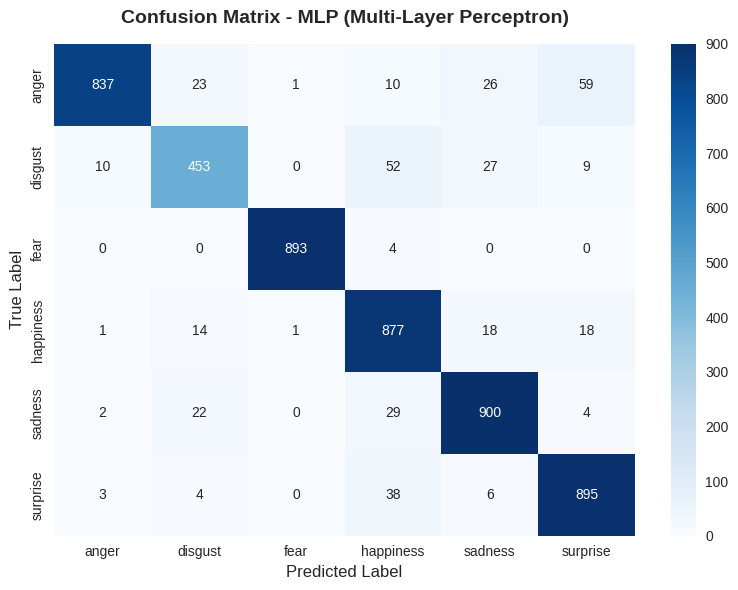 Confusion Matrix - MLP (Multi-Layer Perceptron)
True Label
anger 837 23 1 10 26 59
disgust 10 453 0 52 27 9
fear 0 0 893 4 0 0
happiness 1 14 1 877 18 18
sadness 2 22 0 29 900 4
surprise 3 4 0 38 6 895
anger disgust fear happiness sadness surprise
Predicted Label
900
800
700
600
500
400
300
200
100
0